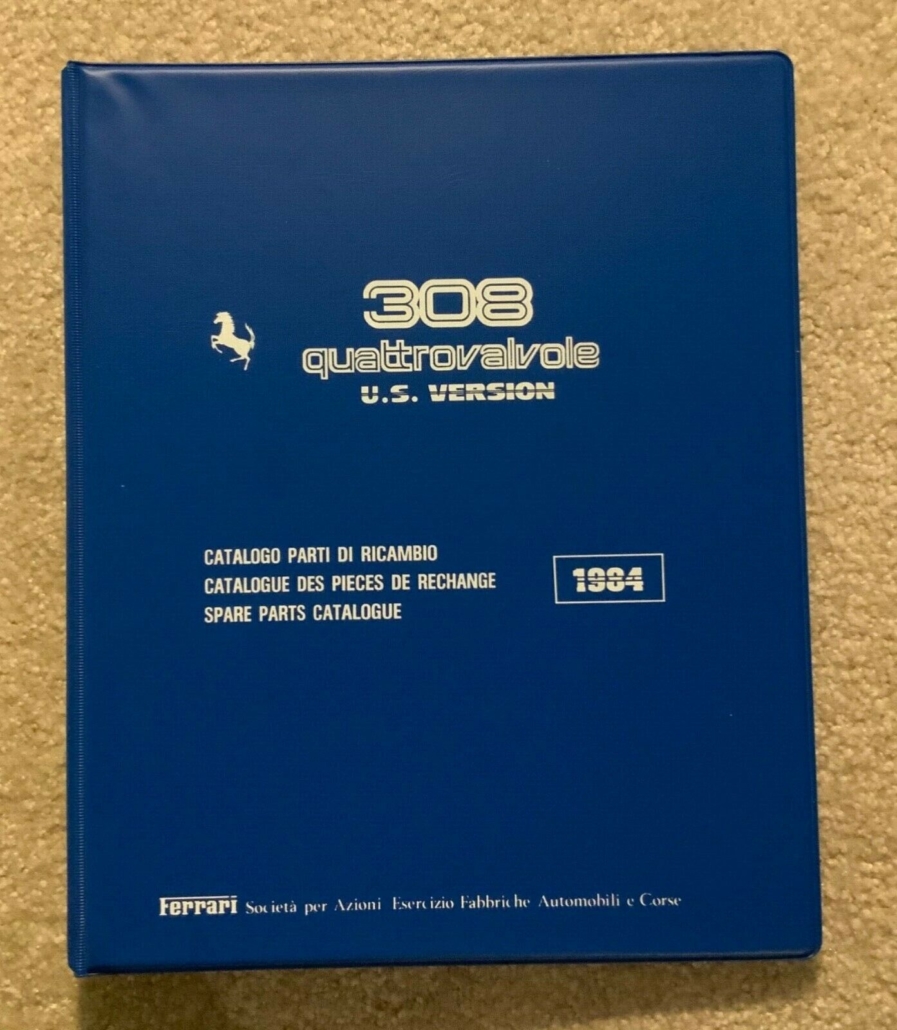 308
quattrovalvole
U.S. VERSION
CATALOGO PARTI DI RICAMBIO
CATALOGUE DES PIECES DE RECHANGE
SPARE PARTS CATALOGUE
1984
Ferrari Società per Azioni Esercizio Fabbriche Automobili e Corse